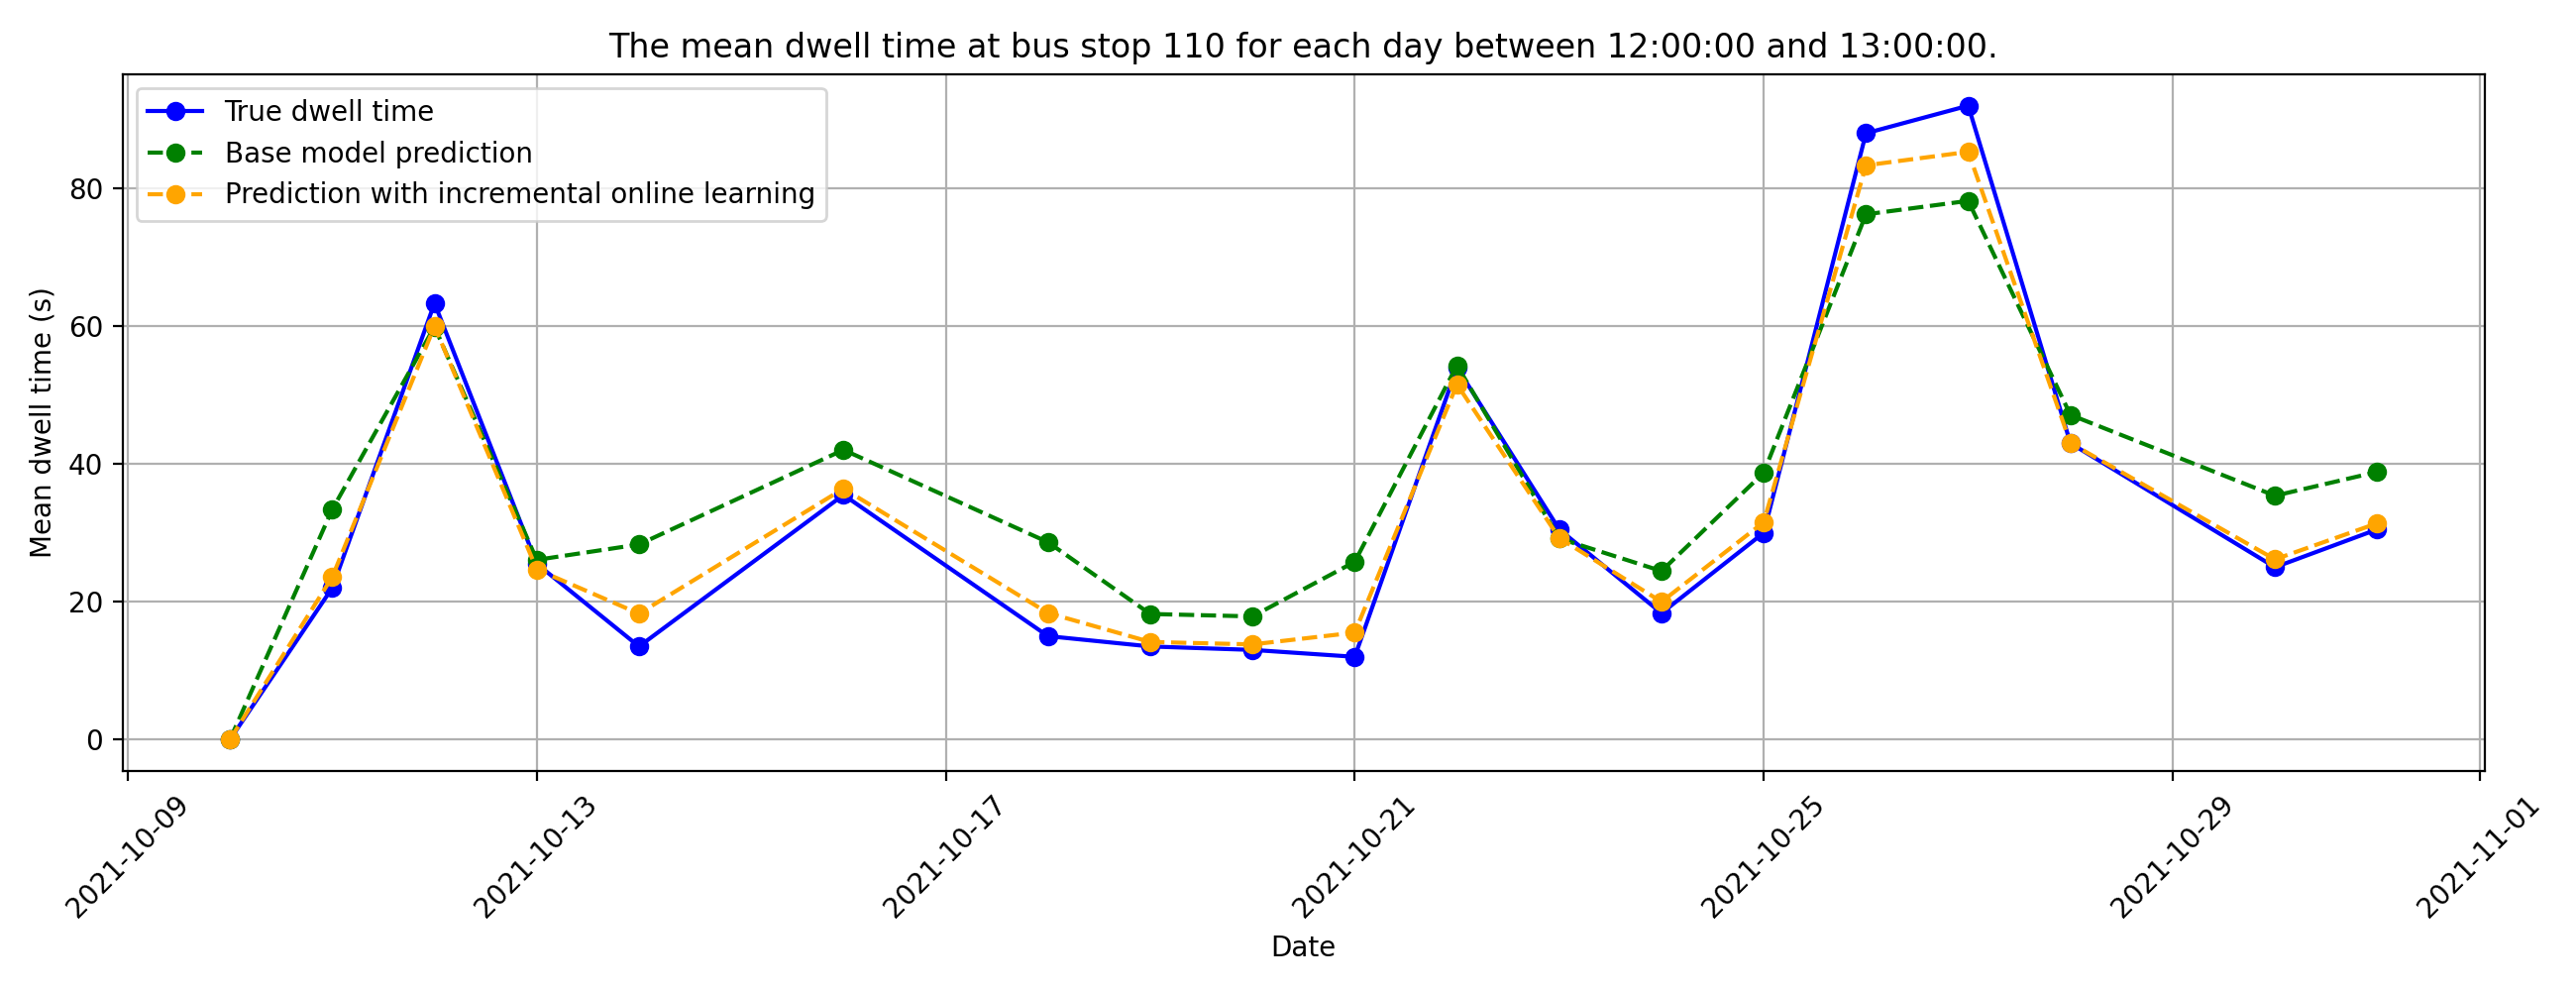 The mean dwell time at bus stop 110 for each day between 12:00:00 and 13:00:00.
True dwell time
Base model prediction
Prediction with incremental online learning
Mean dwell time (s)
80
60
40
20
0
2021-10-09
2021-10-13
2021-10-17
2021-10-21
2021-10-25
2021-10-29
2021-11-01
Date